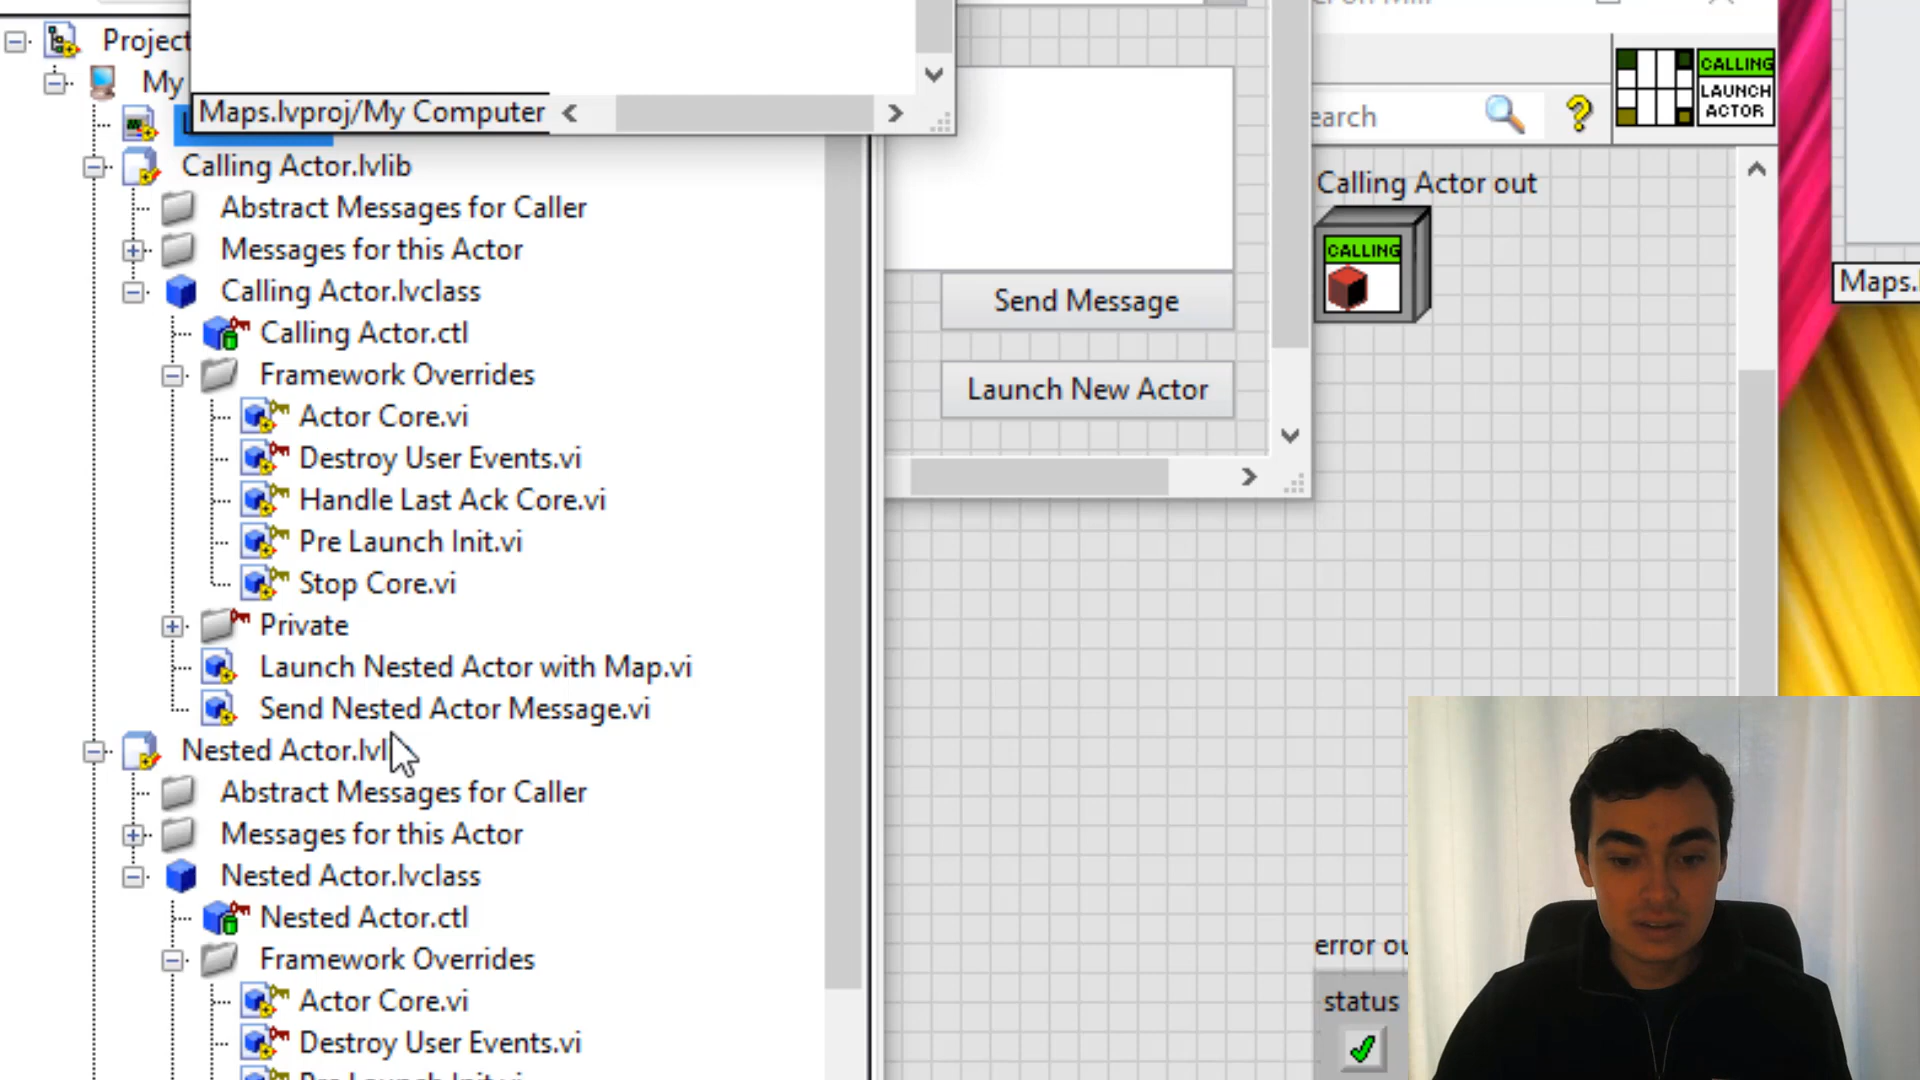 Project
My
Maps.lvproj/My Computer
Calling Actor.lvlib
Abstract Messages for Caller
Messages for this Actor
Calling Actor.lvclass
Calling Actor.ctl
Framework Overrides
Actor Core.vi
Destroy User Events.vi
Handle Last Ack Core.vi
Pre Launch Init.vi
Stop Core.vi
Private
Launch Nested Actor with Map.vi
Send Nested Actor Message.vi
Nested Actor.lvl
Abstract Messages for Caller
Messages for this Actor
Nested Actor.lvclass
Nested Actor.ctl
Framework Overrides
Actor Core.vi
Destroy User Events.vi
Pre Launch Init.vi
Send Message
Launch New Actor
earch
CALLING
LAUNCH
ACTOR
Calling Actor out
CALLING
error ou
status
Maps.l